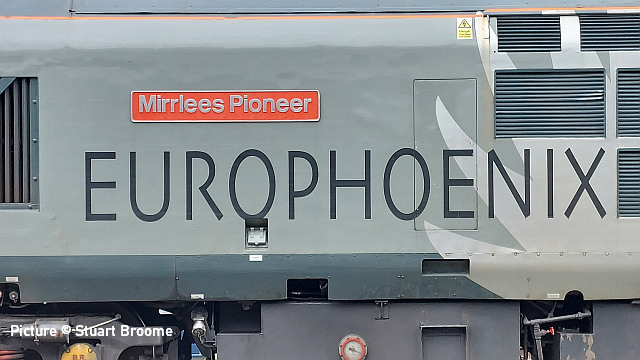 Mirrlees Pioneer
EUROPHOENIX
Picture © Stuart Broome